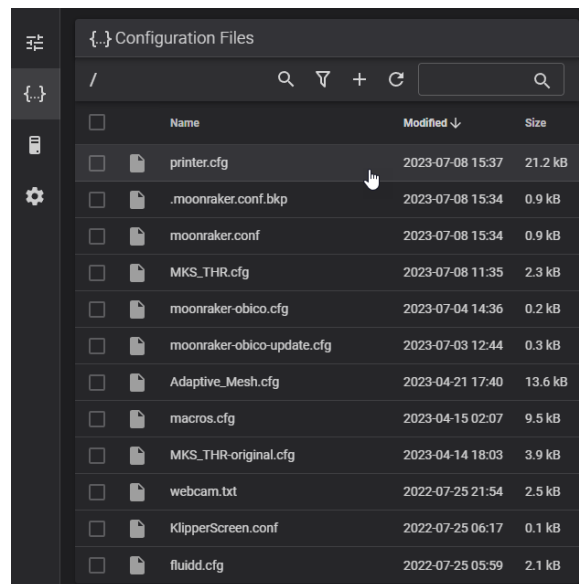 {...} Configuration Files
/
Name Modified Size
printer.cfg 2023-07-08 15:37 21.2 kB
.moonraker.conf.bkp 2023-07-08 15:34 0.9 kB
moonraker.conf 2023-07-08 15:34 0.9 kB
MKS_THR.cfg 2023-07-08 11:35 2.3 kB
moonraker-obico.cfg 2023-07-04 14:36 0.2 kB
moonraker-obico-update.cfg 2023-07-03 12:44 0.3 kB
Adaptive_Mesh.cfg 2023-04-21 17:40 13.6 kB
macros.cfg 2023-04-15 02:07 9.5 kB
MKS_THR-original.cfg 2023-04-14 18:03 3.9 kB
webcam.txt 2022-07-25 21:54 2.5 kB
KlipperScreen.conf 2022-07-25 06:17 0.1 kB
fluidd.cfg 2022-07-25 05:59 2.1 kB